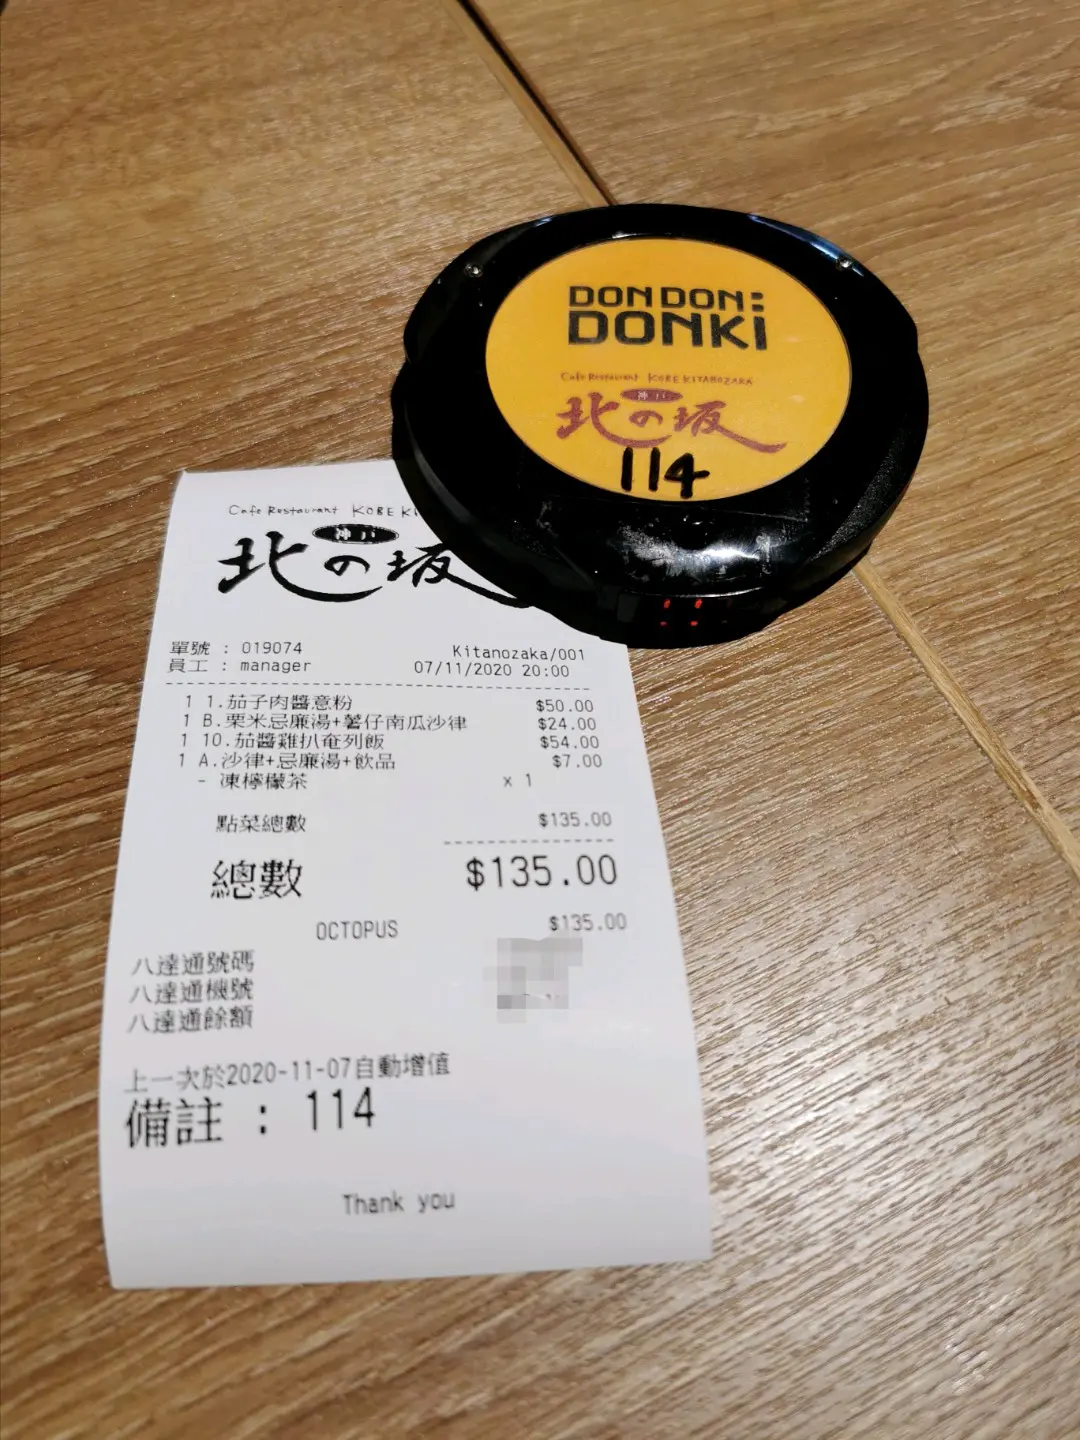 DON DON:
DONKi
Cafe Restaurant KOBE KITANOZAKA
神戸
北の坂
114
Cafe Restaurant KOBE KI
神戸
北の坂
單號 : 019074 Kitanozaka/001
員工 : manager 07/11/2020 20:00
1 1.茄子肉醬意粉 $50.00
1 B.粟米忌廉湯+薯仔南瓜沙律 $24.00
1 10.茄醬雞扒奄列飯 $54.00
1 A.沙律+忌廉湯+飲品 $7.00
- 凍檸檬茶 x 1
點菜總數 $135.00
總數 $135.00
OCTOPUS $135.00
八達通號碼
八達通機號
八達通餘額
上一次於2020-11-07自動增值
備註 : 114
Thank you